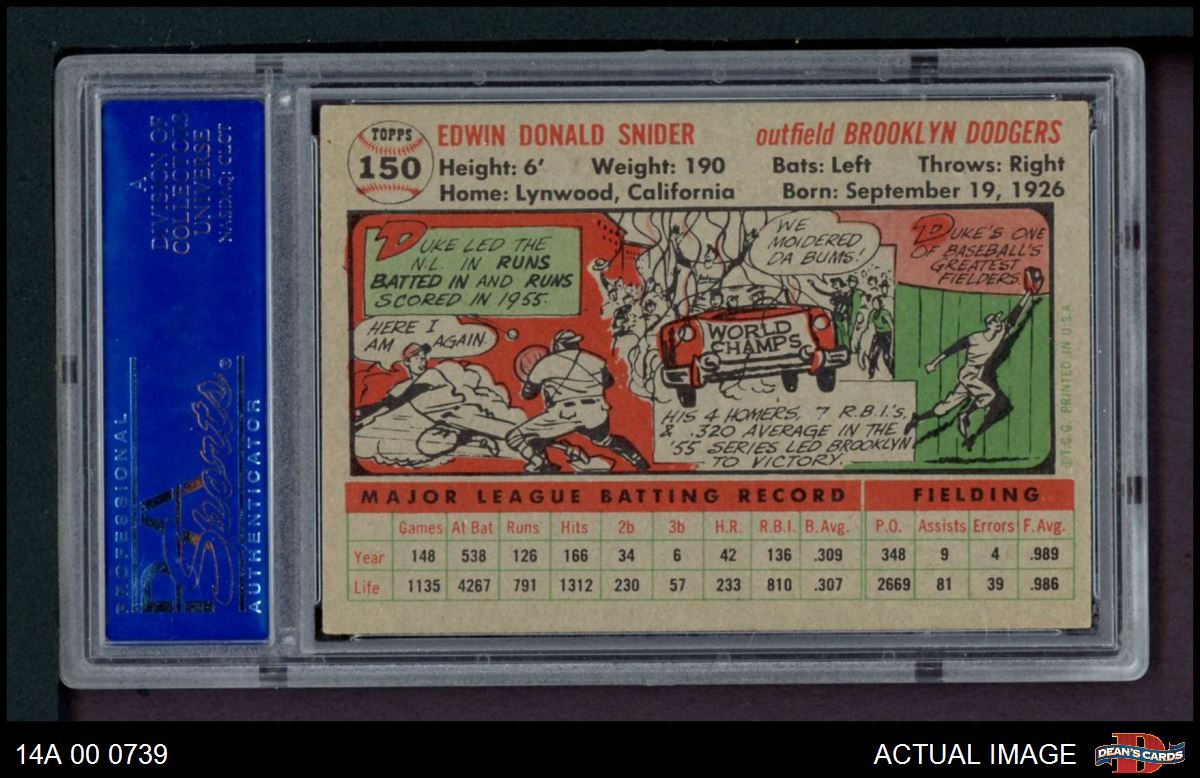 A
DIVISION OF
COLLECTORS
UNIVERSE
NASDAQ: CLCT
PROFESSIONAL
PSA
Sports®
AUTHENTICATOR
TOPPS
150
EDWIN DONALD SNIDER
outfield BROOKLYN DODGERS
Height: 6' Weight: 190 Bats: Left Throws: Right
Home: Lynwood, California Born: September 19, 1926
DUKE LED THE
N.L. IN RUNS
BATTED IN AND RUNS
SCORED IN 1955.
HERE I
AM AGAIN.
WE
MOIDERED
DA BUMS!
WORLD
CHAMPS
HIS 4 HOMERS, 7 R.B.I.'S,
& .320 AVERAGE IN THE
'55 SERIES LED BROOKLYN
TO VICTORY.
DUKE'S ONE
OF BASEBALL'S
GREATEST
FIELDERS.
© T.C.G. PRINTED IN U.S.A.
MAJOR LEAGUE BATTING RECORD FIELDING
Games At Bat Runs Hits 2b 3b H.R. R.B.I. B. Avg. P.O. Assists Errors F. Avg.
Year 148 538 126 166 34 6 42 136 .309 348 9 4 .989
Life 1135 4267 791 1312 230 57 233 810 .307 2669 81 39 .986
14A 00 0739
ACTUAL IMAGE
D
DEAN'S CARDS